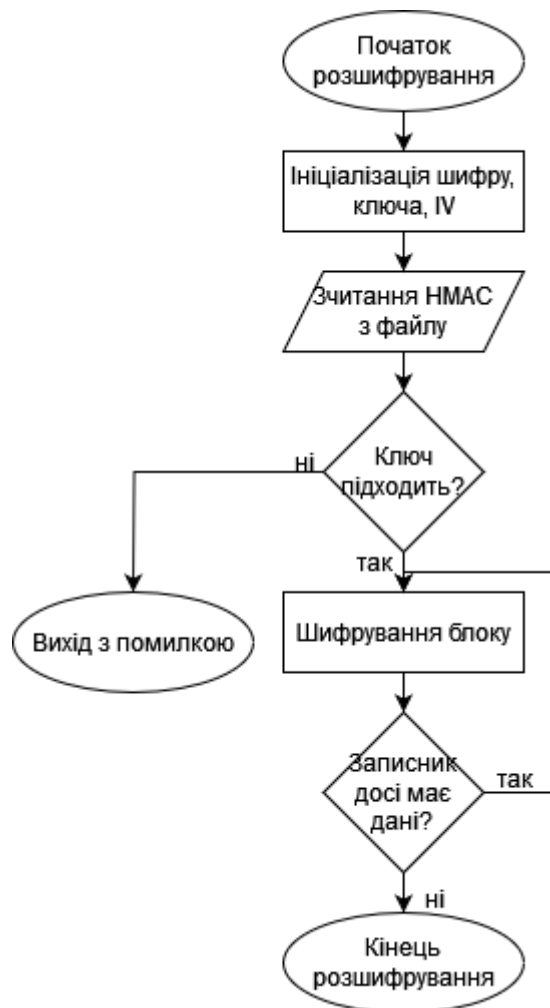 Початок
розшифрування
Ініціалізація шифру,
ключа, IV
Зчитання HMAC
з файлу
Ключ
підходить?
ні
так
Вихід з помилкою
Шифрування блоку
Записник
досі має
дані?
так
ні
Кінець
розшифрування